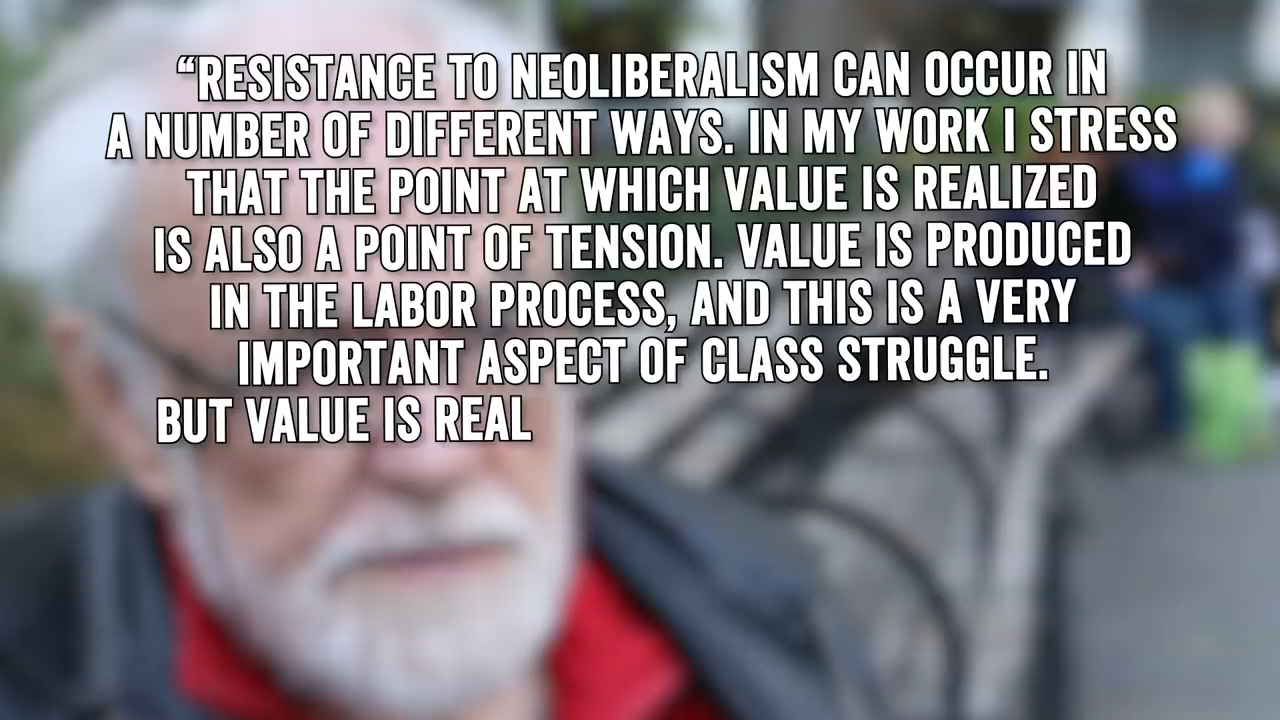 “RESISTANCE TO NEOLIBERALISM CAN OCCUR IN
A NUMBER OF DIFFERENT WAYS. IN MY WORK I STRESS
THAT THE POINT AT WHICH VALUE IS REALIZED
IS ALSO A POINT OF TENSION. VALUE IS PRODUCED
IN THE LABOR PROCESS, AND THIS IS A VERY
IMPORTANT ASPECT OF CLASS STRUGGLE.
BUT VALUE IS REAL